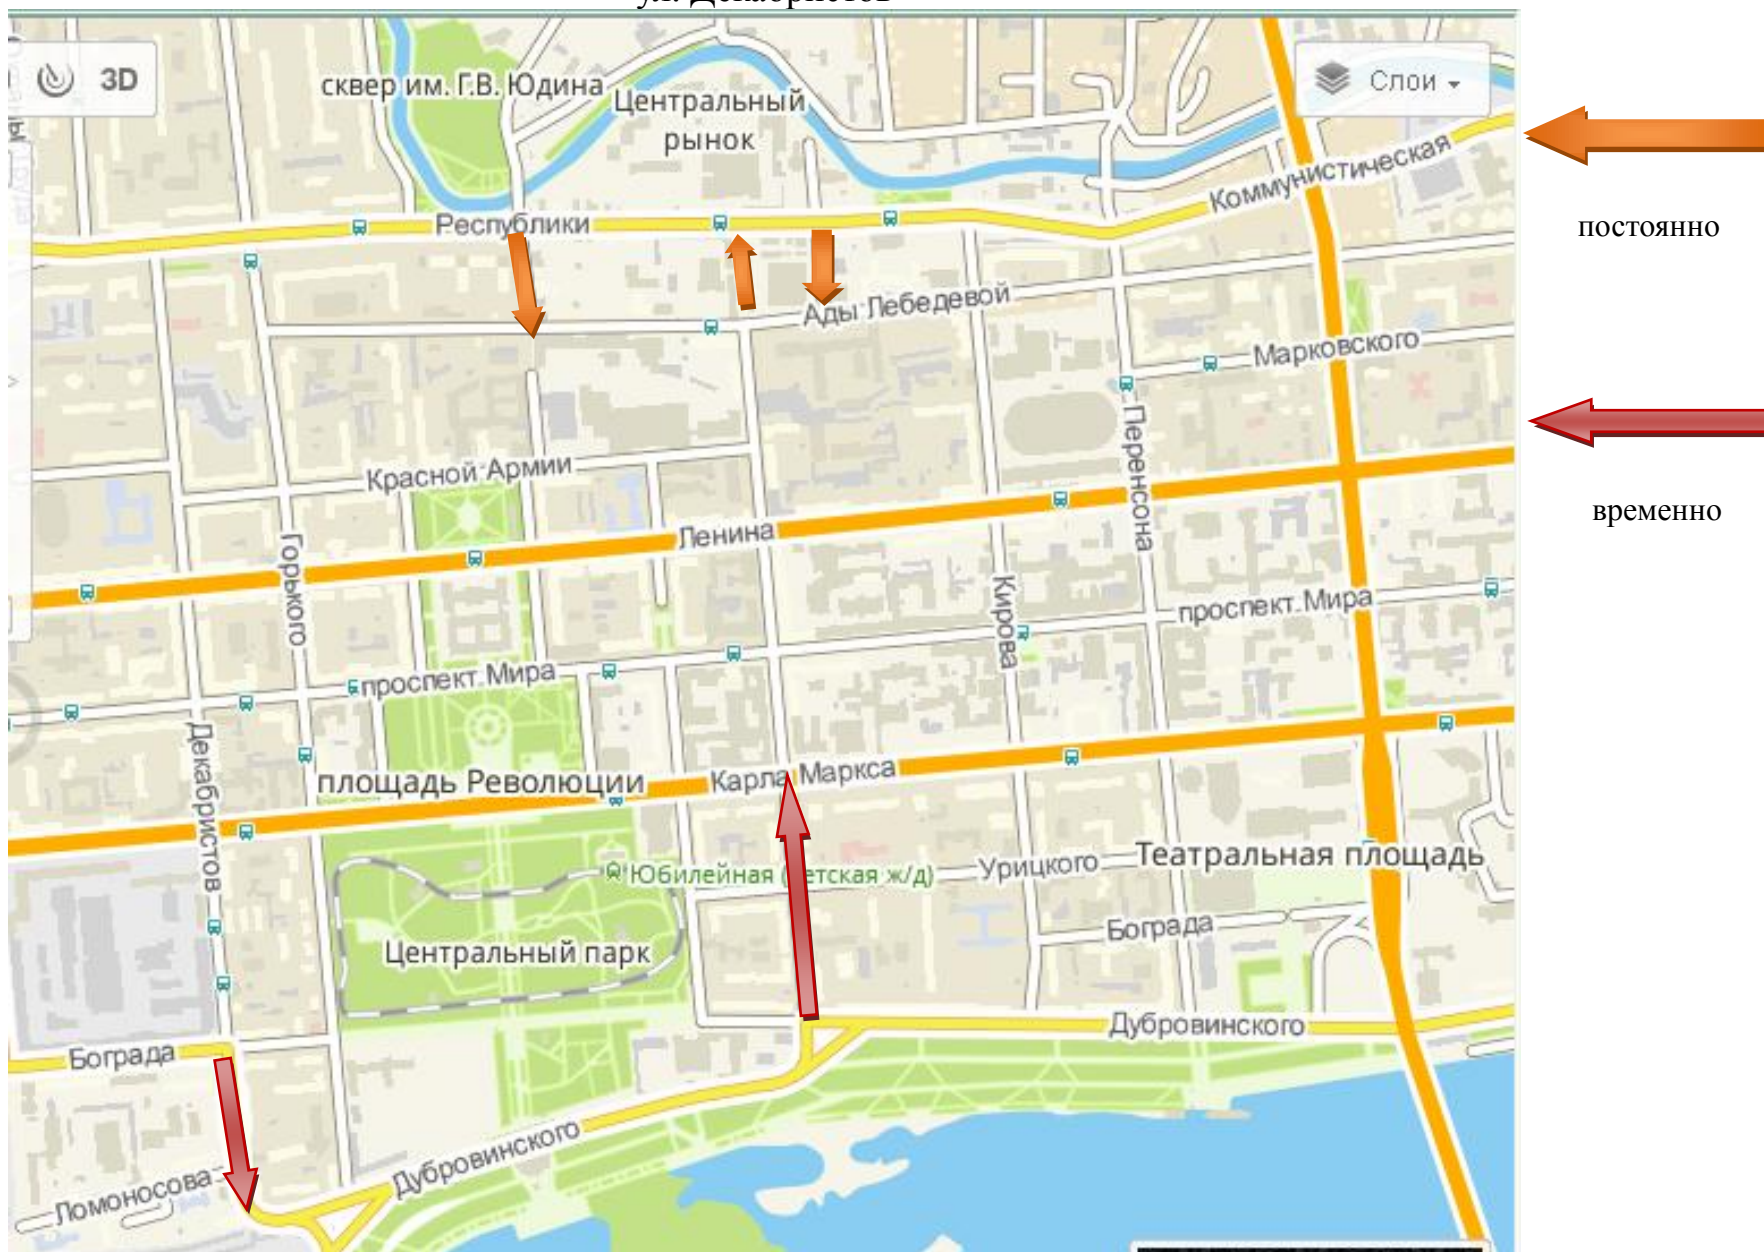 ул. Декабристов
3D
сквер им. Г.В. Юдина
Центральный
рынок
Слои
Коммунистическая
Республики
постоянно
Ады Лебедевой
Марковского
временно
Красной Армии
Перенсона
Ленина
Горького
Кирова
проспект Мира
проспект Мира
Декабристов
площадь Революции
Карла Маркса
Юбилейная (детская ж/д)
Урицкого
Театральная площадь
Центральный парк
Бограда
Дубровинского
Бограда
Дубровинского
Ломоносова